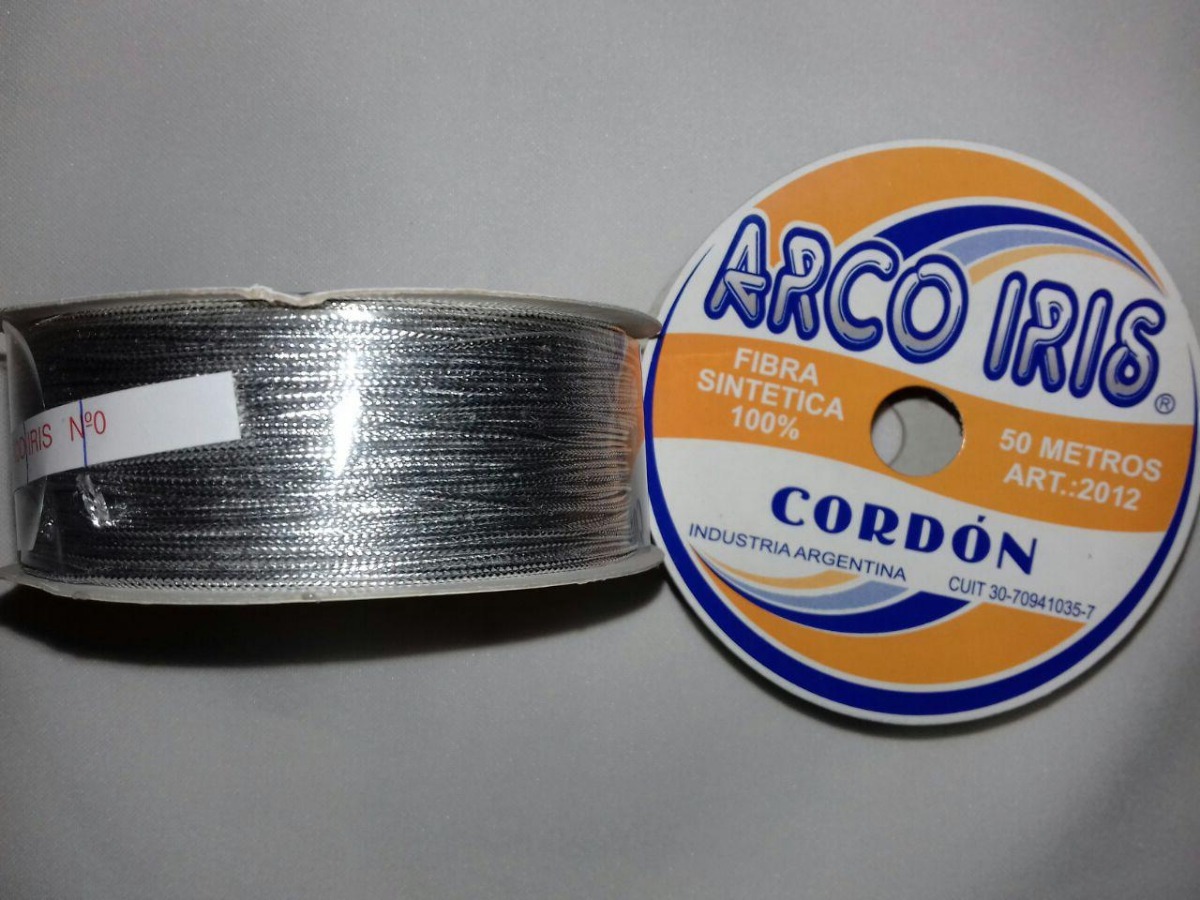 IRIS Nº0
ARCO IRIS®
FIBRA
SINTETICA
100%
50 METROS
ART.:2012
CORDÓN
INDUSTRIA ARGENTINA
CUIT 30-70941035-7